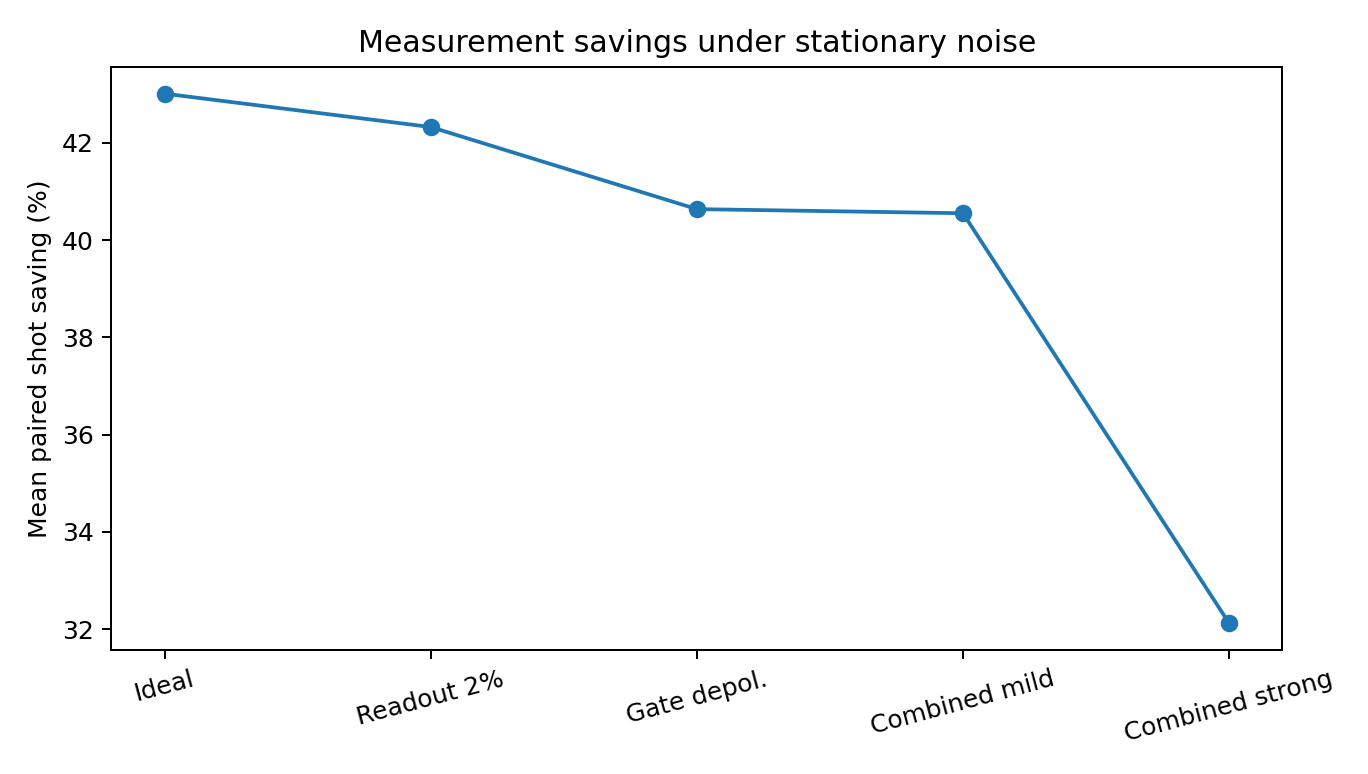 Measurement savings under stationary noise
Mean paired shot saving (%)
42
40
38
36
34
32
Ideal
Readout 2%
Gate depol.
Combined mild
Combined strong